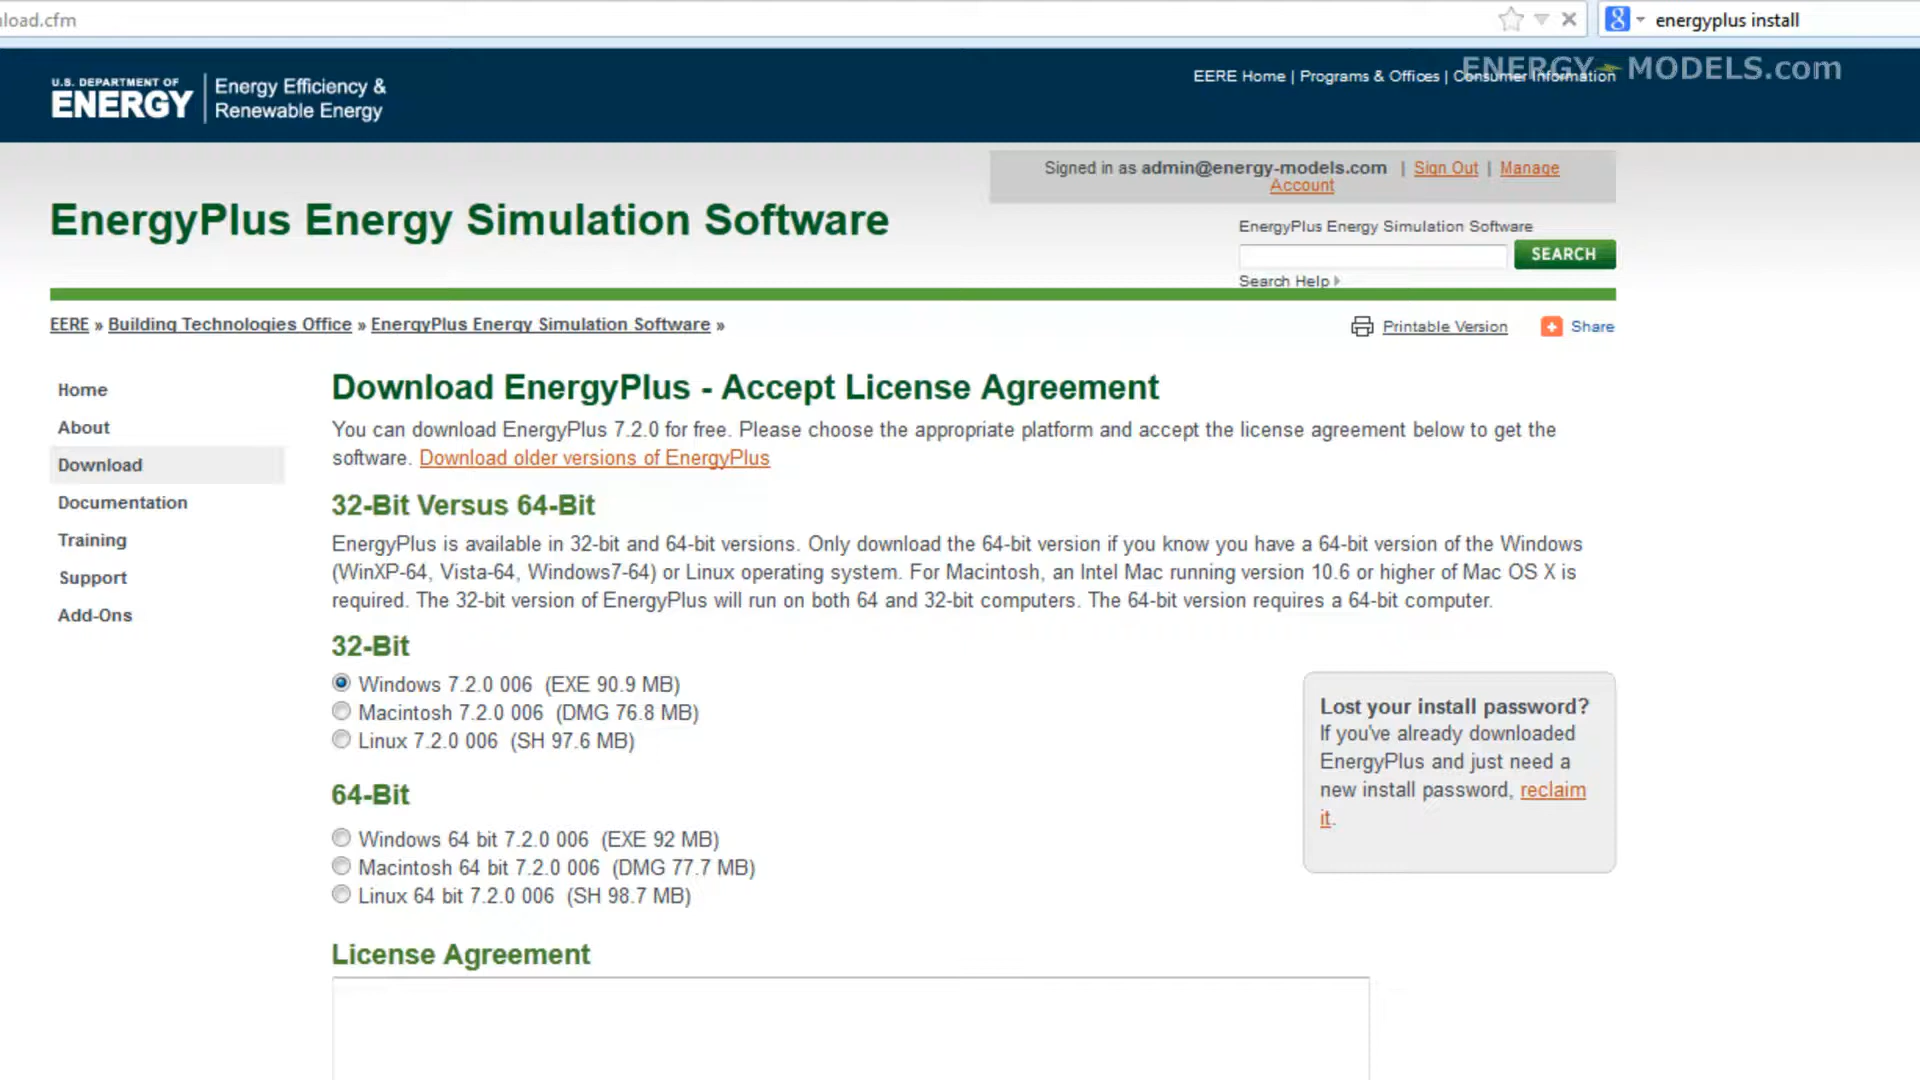 load.cfm
energyplus install
U.S. DEPARTMENT OF
ENERGY
Energy Efficiency &
Renewable Energy
EERE Home | Programs & Offices | Consumer Information
ENERGY-MODELS.com
Signed in as admin@energy-models.com | Sign Out | Manage
Account
EnergyPlus Energy Simulation Software
EnergyPlus Energy Simulation Software
SEARCH
Search Help
EERE » Building Technologies Office » EnergyPlus Energy Simulation Software »
Printable Version
Share
Home
About
Download
Documentation
Training
Support
Add-Ons
Download EnergyPlus - Accept License Agreement
You can download EnergyPlus 7.2.0 for free. Please choose the appropriate platform and accept the license agreement below to get the
software. Download older versions of EnergyPlus
32-Bit Versus 64-Bit
EnergyPlus is available in 32-bit and 64-bit versions. Only download the 64-bit version if you know you have a 64-bit version of the Windows
(WinXP-64, Vista-64, Windows7-64) or Linux operating system. For Macintosh, an Intel Mac running version 10.6 or higher of Mac OS X is
required. The 32-bit version of EnergyPlus will run on both 64 and 32-bit computers. The 64-bit version requires a 64-bit computer.
32-Bit
Windows 7.2.0 006 (EXE 90.9 MB)
Macintosh 7.2.0 006 (DMG 76.8 MB)
Linux 7.2.0 006 (SH 97.6 MB)
64-Bit
Windows 64 bit 7.2.0 006 (EXE 92 MB)
Macintosh 64 bit 7.2.0 006 (DMG 77.7 MB)
Linux 64 bit 7.2.0 006 (SH 98.7 MB)
Lost your install password?
If you've already downloaded
EnergyPlus and just need a
new install password, reclaim
it.
License Agreement